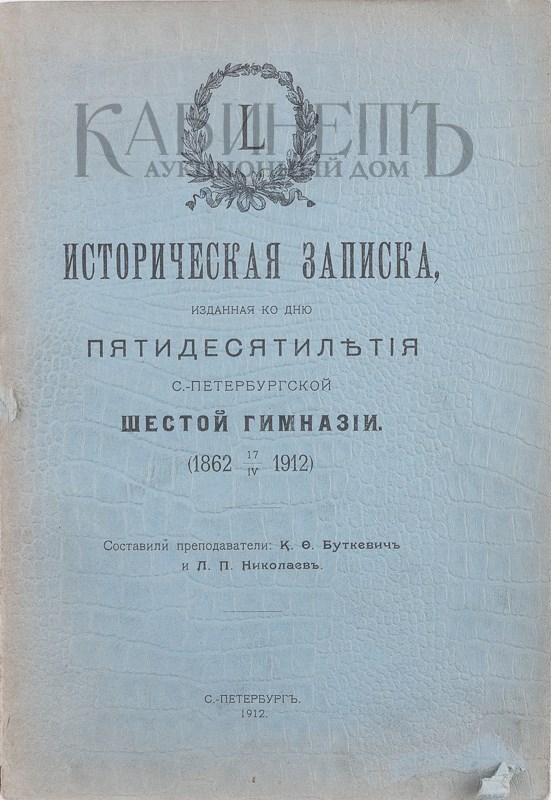 КАБИНЕТЪ
L
АУКЦИОННЫЙ ДОМ
ИСТОРИЧЕСКАЯ ЗАПИСКА,
ИЗДАННАЯ КО ДНЮ
ПЯТИДЕСЯТИЛѢТІЯ
С.-ПЕТЕРБУРГСКОЙ
ШЕСТОЙ ГИМНАЗІИ.
(1862 17/IV 1912)
Составили преподаватели: К. Ѳ. Буткевичъ
и Л. П. Николаевъ.
С.-ПЕТЕРБУРГЪ.
1912.